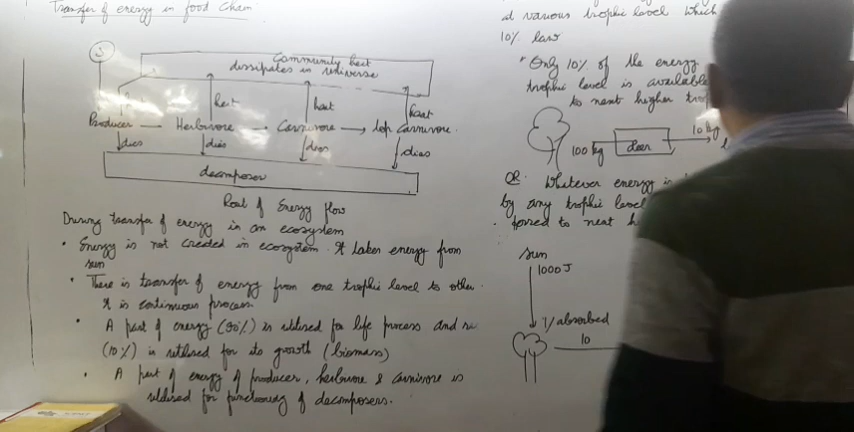 Transfer of energy in food Chain
Community heat
dissipates in
heat
heat
heat
Producer
Herbivore
Carnivore
top Carnivore.
dies
dies
dies
dies
decomposer
Rout of Energy flow
During transfer of energy in an ecosystem
• Energy is not created in ecosystem. It taken energy from
sun
• There is transfer of energy from one trophic level to other.
It is continuous process
• A part of energy (90%) is utilised for life process and
(10%) is utilised for its growth (biomass)
• A part of energy of producer, herbivore & carnivore is
utilised for functioning of decomposers.
at various trophic level which
10% law
* Only 10% of the energy
trophic level is available
to next higher
100 kg
deer
10 kg
OR. Whatever energy
by any trophic level
to next
sun
1000 J
1/ absorbed
10